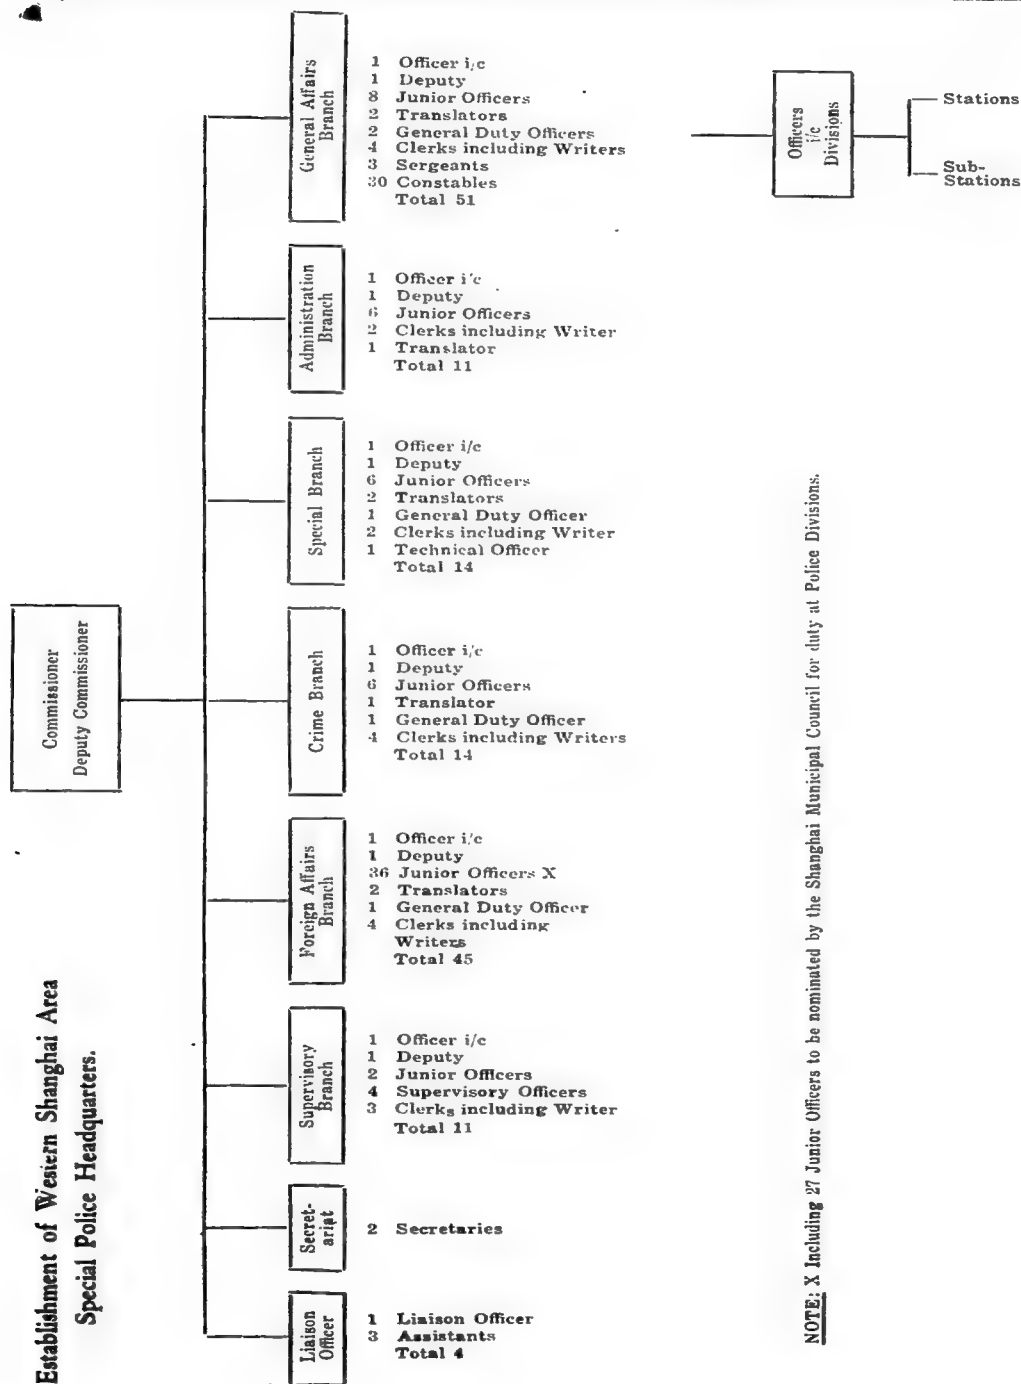 Establishment of Western Shanghai Area
Special Police Headquarters.
Commissioner
Deputy Commissioner
General Affairs
Branch
1 Officer i/c
1 Deputy
8 Junior Officers
2 Translators
2 General Duty Officers
4 Clerks including Writers
3 Sergeants
30 Constables
Total 51
Administration
Branch
1 Officer i/c
1 Deputy
6 Junior Officers
2 Clerks including Writer
1 Translator
Total 11
Special Branch
1 Officer i/c
1 Deputy
6 Junior Officers
2 Translators
1 General Duty Officer
2 Clerks including Writer
1 Technical Officer
Total 14
Crime Branch
1 Officer i/c
1 Deputy
6 Junior Officers
1 Translator
1 General Duty Officer
4 Clerks including Writers
Total 14
Foreign Affairs
Branch
1 Officer i/c
1 Deputy
36 Junior Officers X
2 Translators
1 General Duty Officer
4 Clerks including
Writers
Total 45
Supervisory
Branch
1 Officer i/c
1 Deputy
2 Junior Officers
4 Supervisory Officers
3 Clerks including Writer
Total 11
Secret-
ariat
2 Secretaries
Liaison
Officer
1 Liaison Officer
3 Assistants
Total 4
Officers
i/c
Divisions
Stations
Sub-
Stations
NOTE: X Including 27 Junior Officers to be nominated by the Shanghai Municipal Council for duty at Police Divisions.